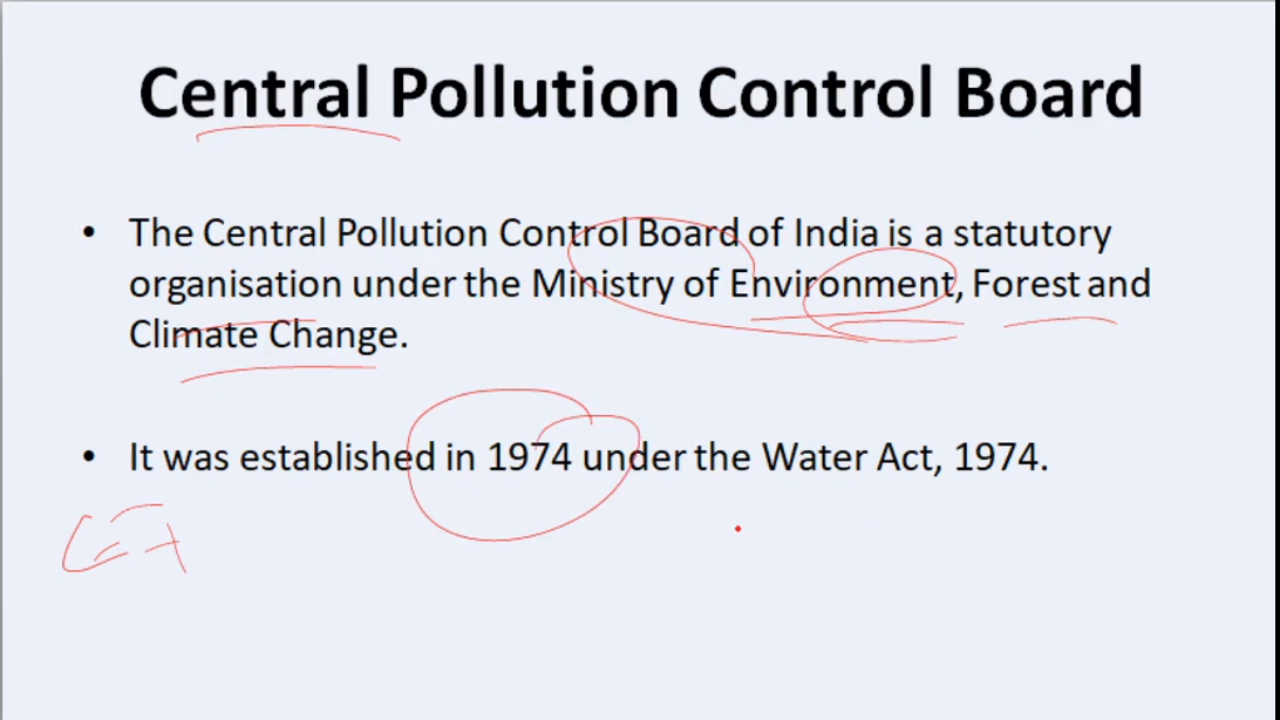 Central Pollution Control Board
• The Central Pollution Control Board of India is a statutory
organisation under the Ministry of Environment, Forest and
Climate Change.
• It was established in 1974 under the Water Act, 1974.